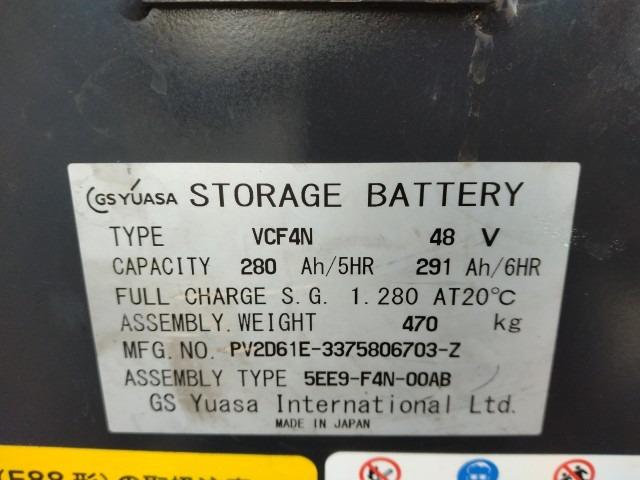 GS YUASA STORAGE BATTERY
TYPE VCF4N 48 V
CAPACITY 280 Ah/5HR 291 Ah/6HR
FULL CHARGE S.G. 1.280 AT20℃
ASSEMBLY.WEIGHT 470 kg
MFG.NO. PV2D61E-3375806703-Z
ASSEMBLY TYPE 5EE9-F4N-00AB
GS Yuasa International Ltd.
MADE IN JAPAN